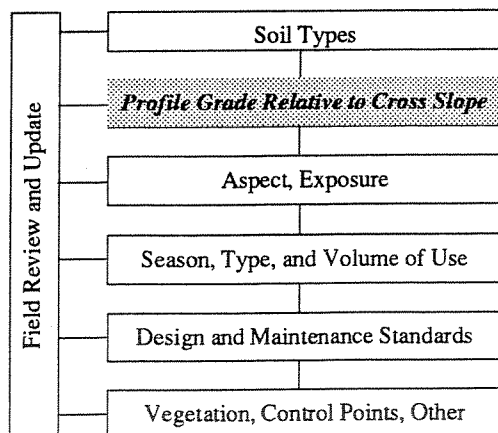 Field Review and Update
Soil Types
Profile Grade Relative to Cross Slope
Aspect, Exposure
Season, Type, and Volume of Use
Design and Maintenance Standards
Vegetation, Control Points, Other